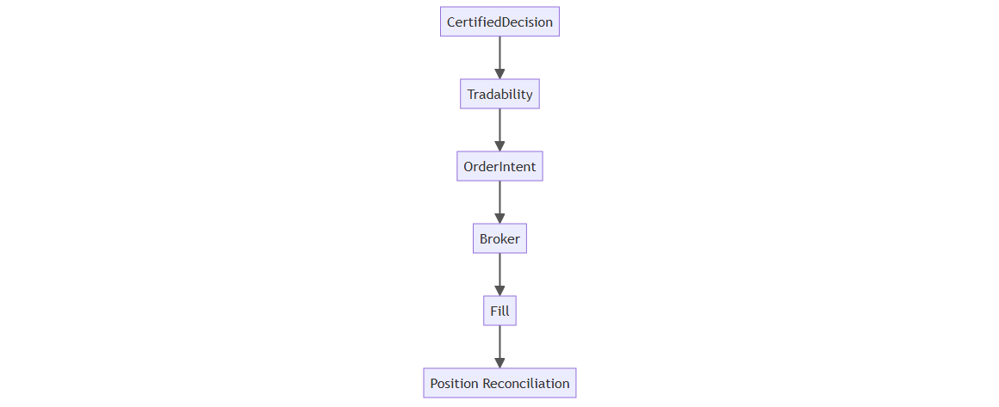 CertifiedDecision
Tradability
OrderIntent
Broker
Fill
Position Reconciliation